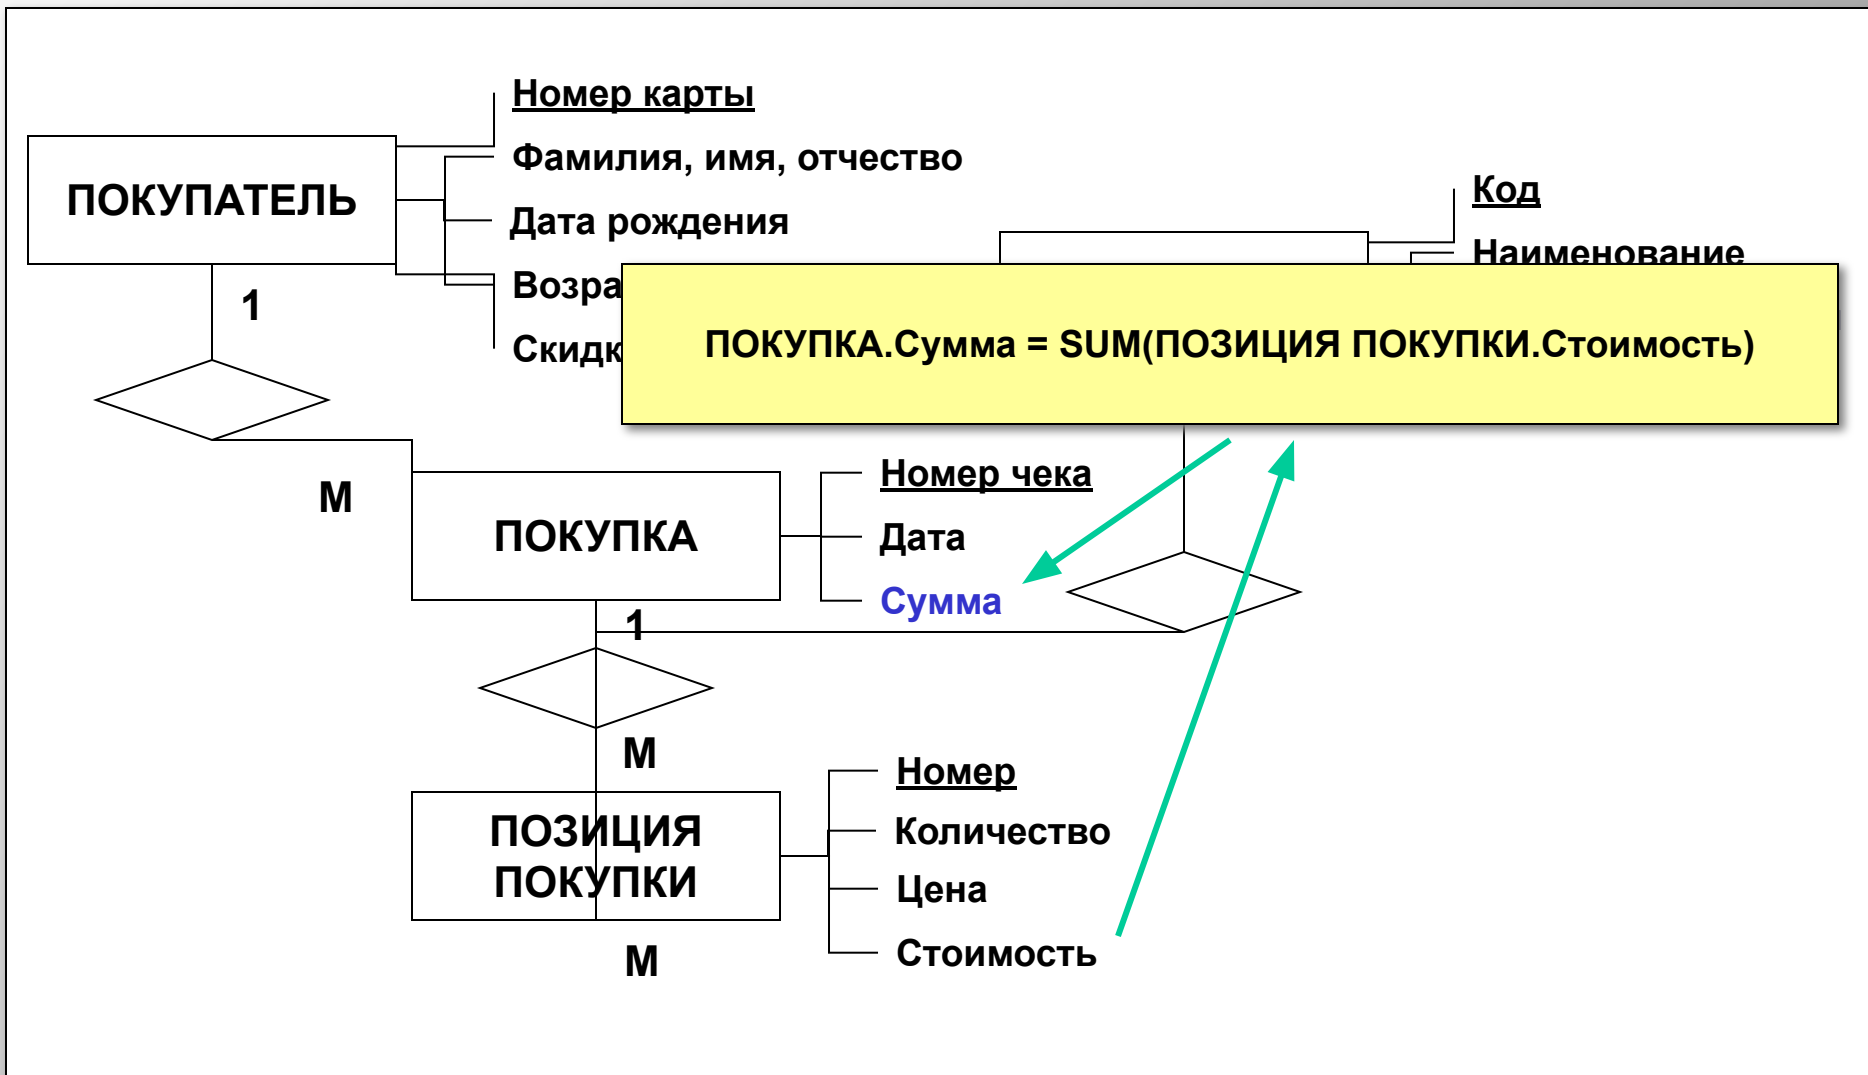 Номер карты
ПОКУПАТЕЛЬ
Фамилия, имя, отчество
Дата рождения
Возра
Скидк
Код
Наименование
1
ПОКУПКА.Сумма = SUM(ПОЗИЦИЯ ПОКУПКИ.Стоимость)
М
ПОКУПКА
Номер чека
Дата
Сумма
1
М
ПОЗИЦИЯ
ПОКУПКИ
Номер
Количество
Цена
Стоимость
М